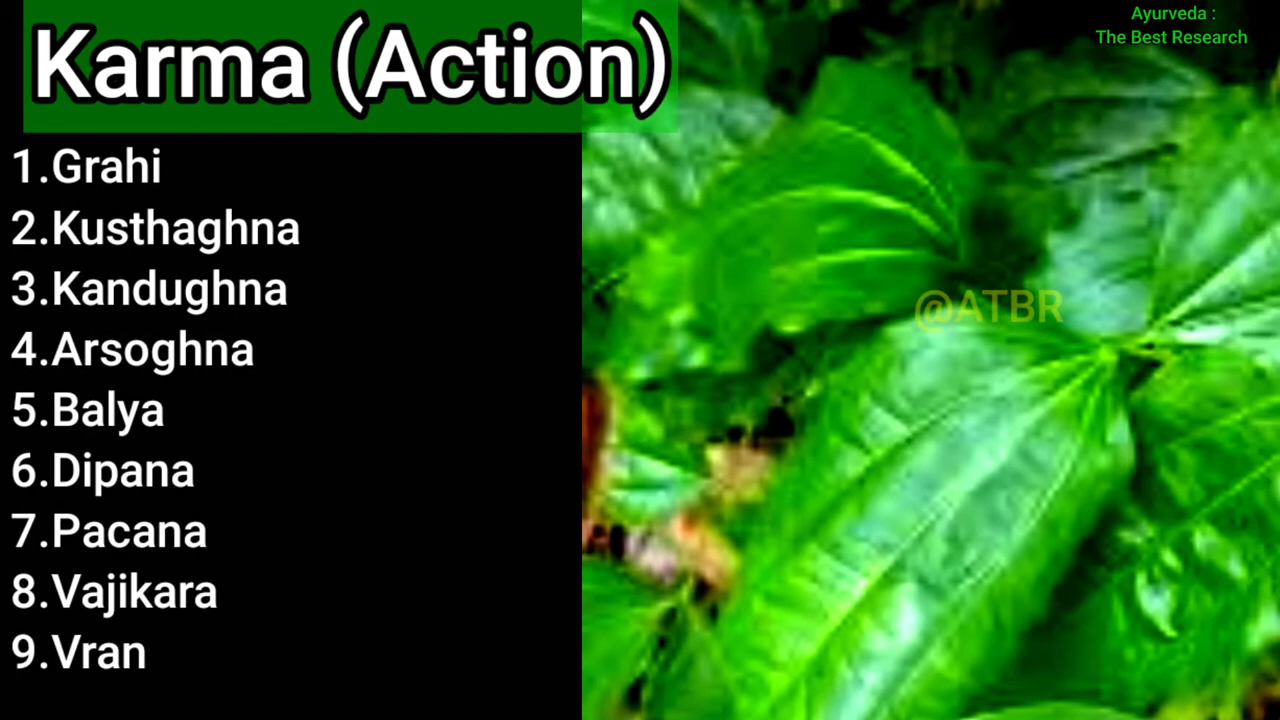 Karma (Action)
Ayurveda :
The Best Research
1.Grahi
2.Kusthaghna
3.Kandughna
4.Arsoghna
5.Balya
6.Dipana
7.Pacana
8.Vajikara
9.Vran
@ATBR